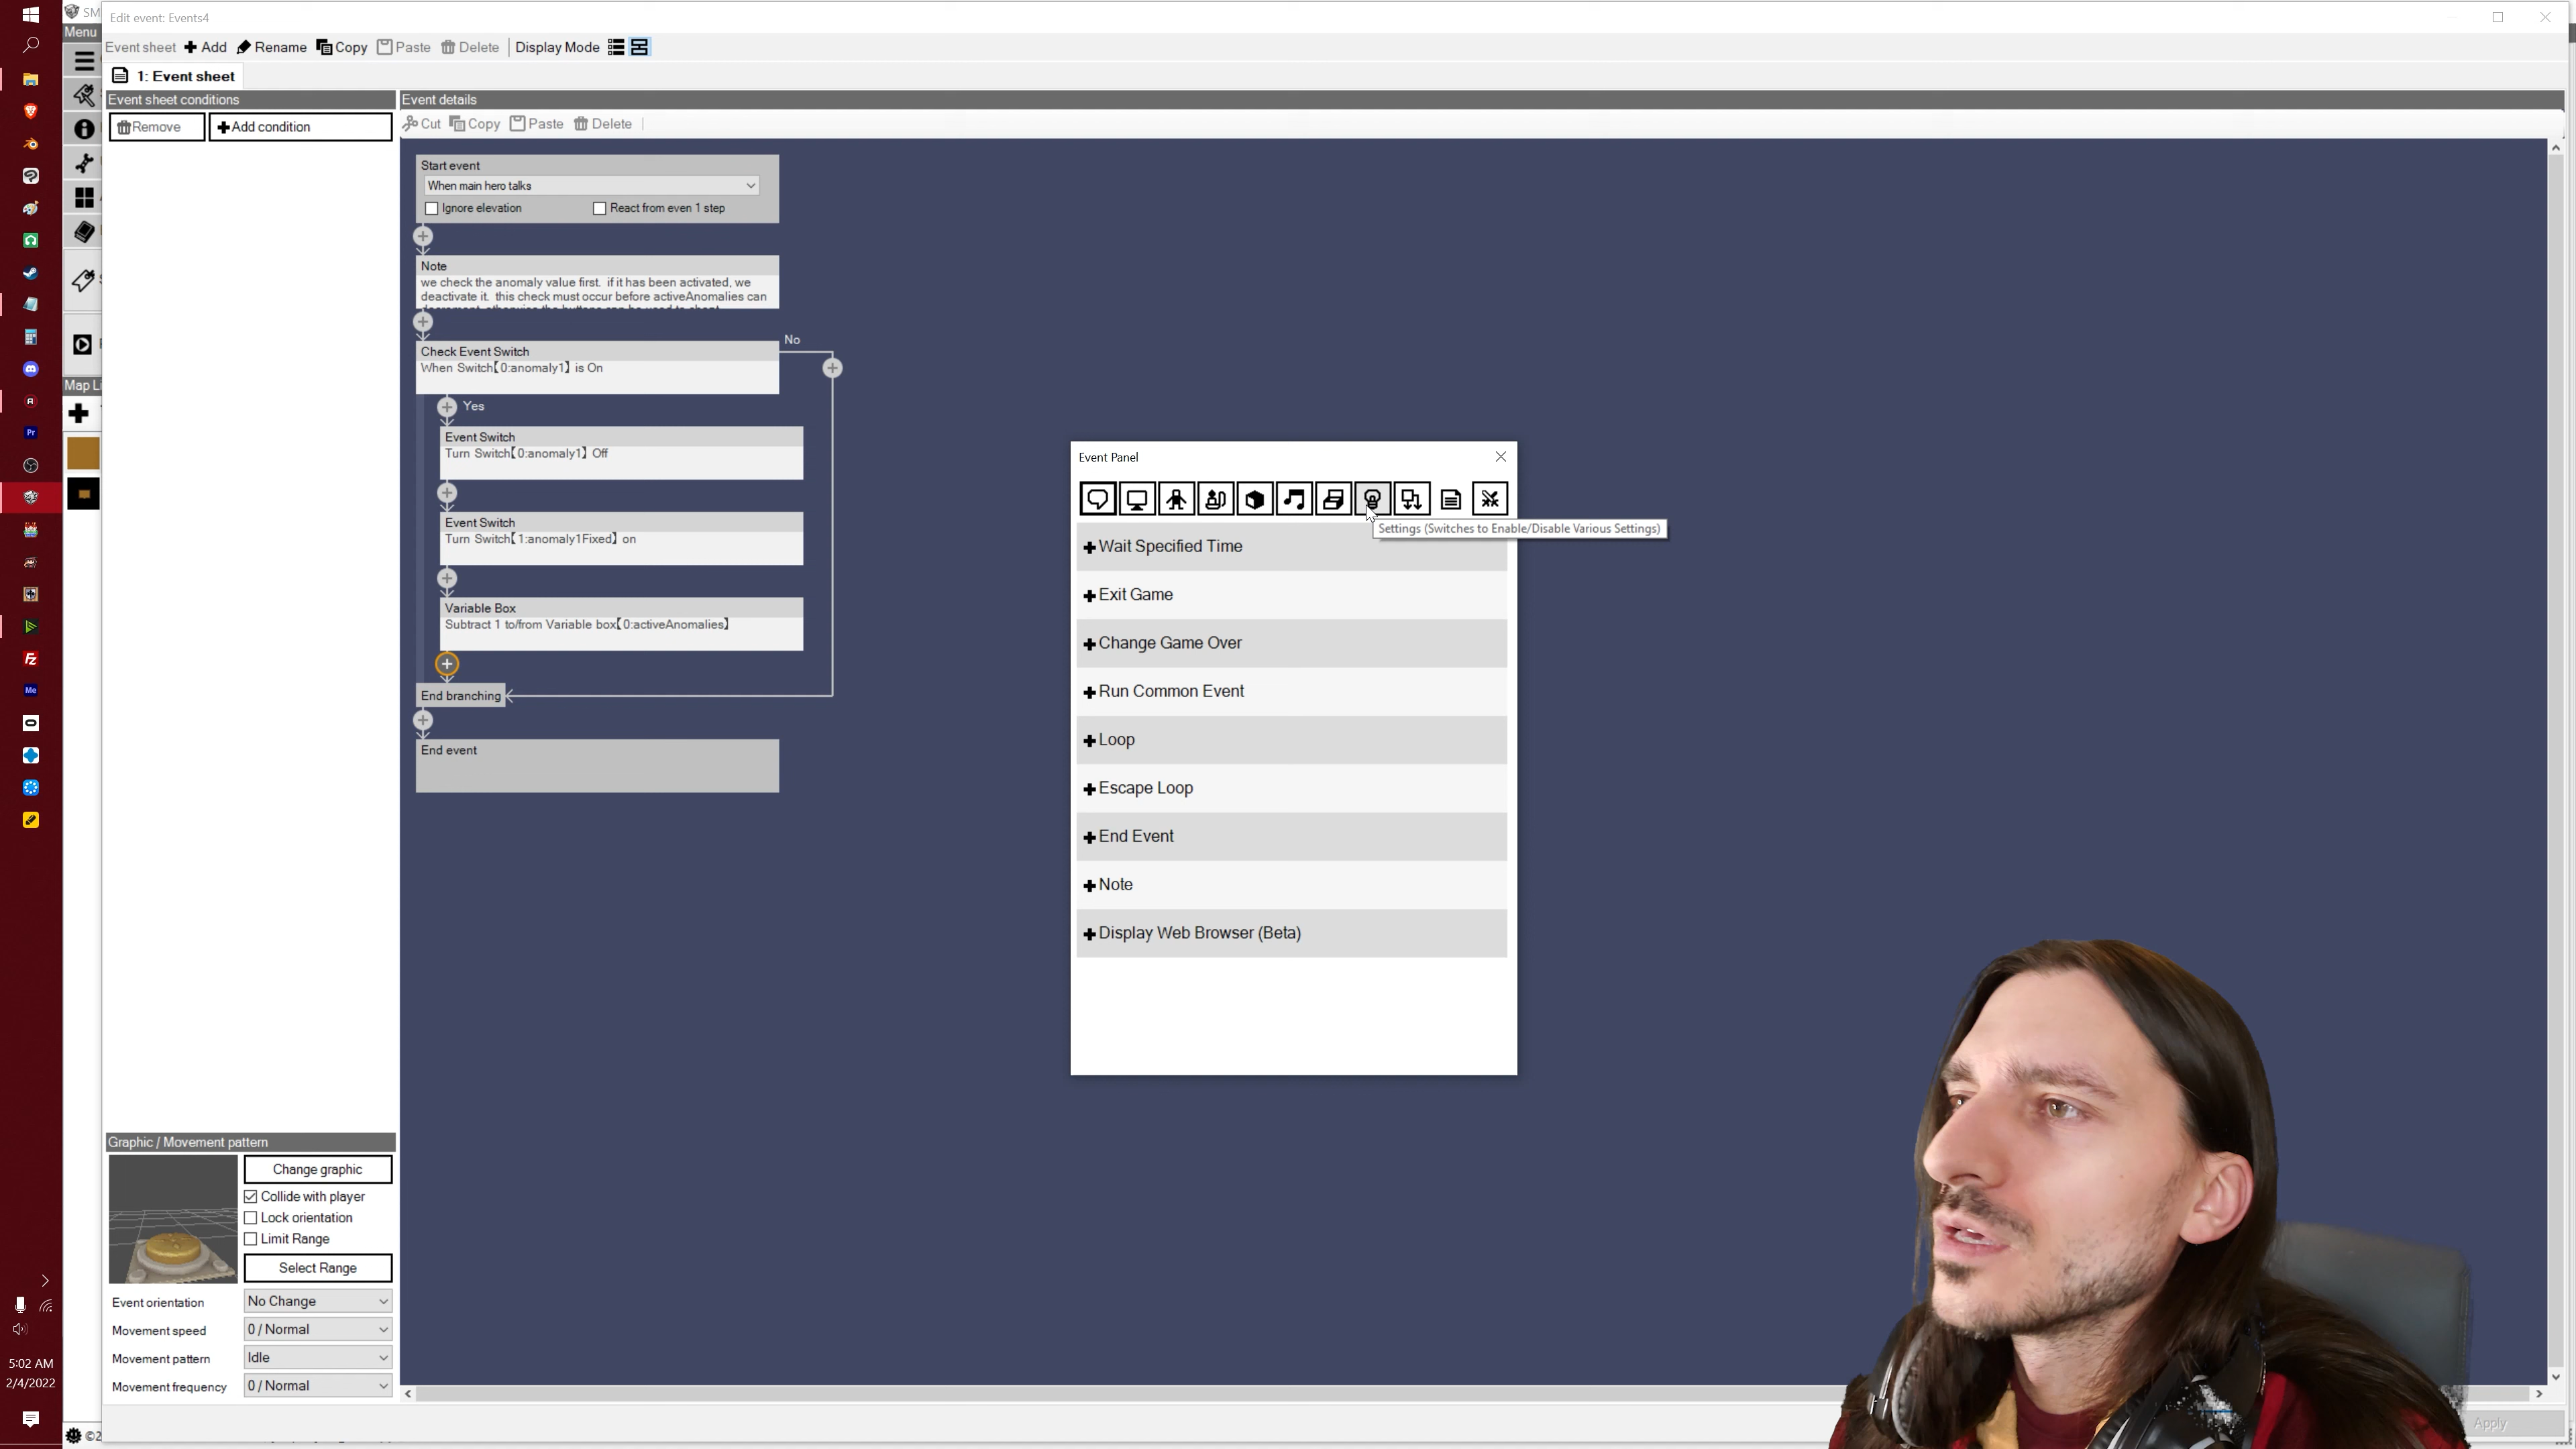 SM
Edit event: Events4
Menu
Event sheet Add Rename Copy Paste Delete Display Mode
1: Event sheet
Event sheet conditions
Remove Add condition
Event details
Cut Copy Paste Delete
Start event
When main hero talks
Ignore elevation React from even 1 step
Note
we check the anomaly value first. if it has been activated, we
deactivate it. this check must occur before activeAnomalies can
No
Check Event Switch
When Switch【0:anomaly1】 is On
Yes
Event Switch
Turn Switch【0:anomaly1】 Off
Event Switch
Turn Switch【1:anomaly1Fixed】 on
Variable Box
Subtract 1 to/from Variable box【0:activeAnomalies】
End branching
End event
Event Panel
Settings (Switches to Enable/Disable Various Settings)
Wait Specified Time
Exit Game
Change Game Over
Run Common Event
Loop
Escape Loop
End Event
Note
Display Web Browser (Beta)
Map Li
Pr
Fz
Me
Graphic / Movement pattern
Change graphic
Collide with player
Lock orientation
Limit Range
Select Range
Event orientation No Change
Movement speed 0 / Normal
Movement pattern Idle
Movement frequency 0 / Normal
5:02 AM
2/4/2022
©2
Apply